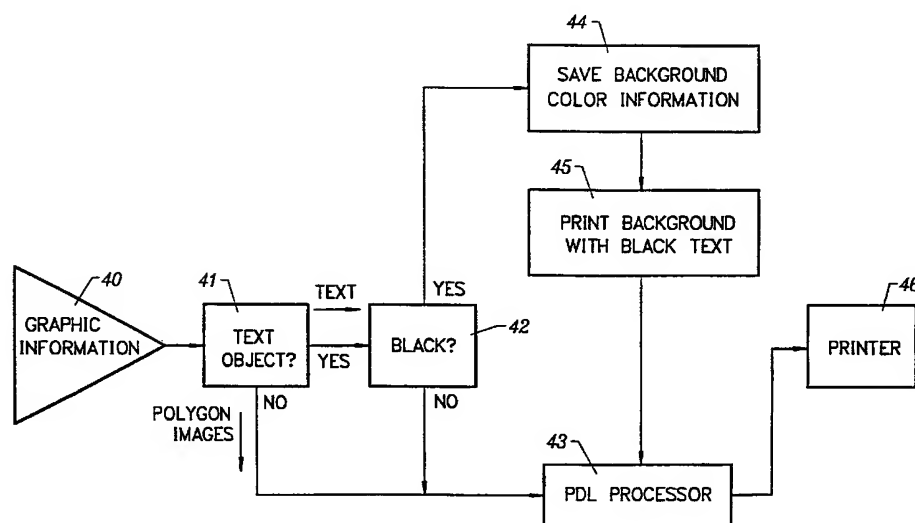 44
SAVE BACKGROUND
COLOR INFORMATION
45
PRINT BACKGROUND
WITH BLACK TEXT
40
GRAPHIC
INFORMATION
41
TEXT
OBJECT?
TEXT
YES
NO
POLYGON
IMAGES
YES
42
BLACK?
NO
46
PRINTER
43
PDL PROCESSOR